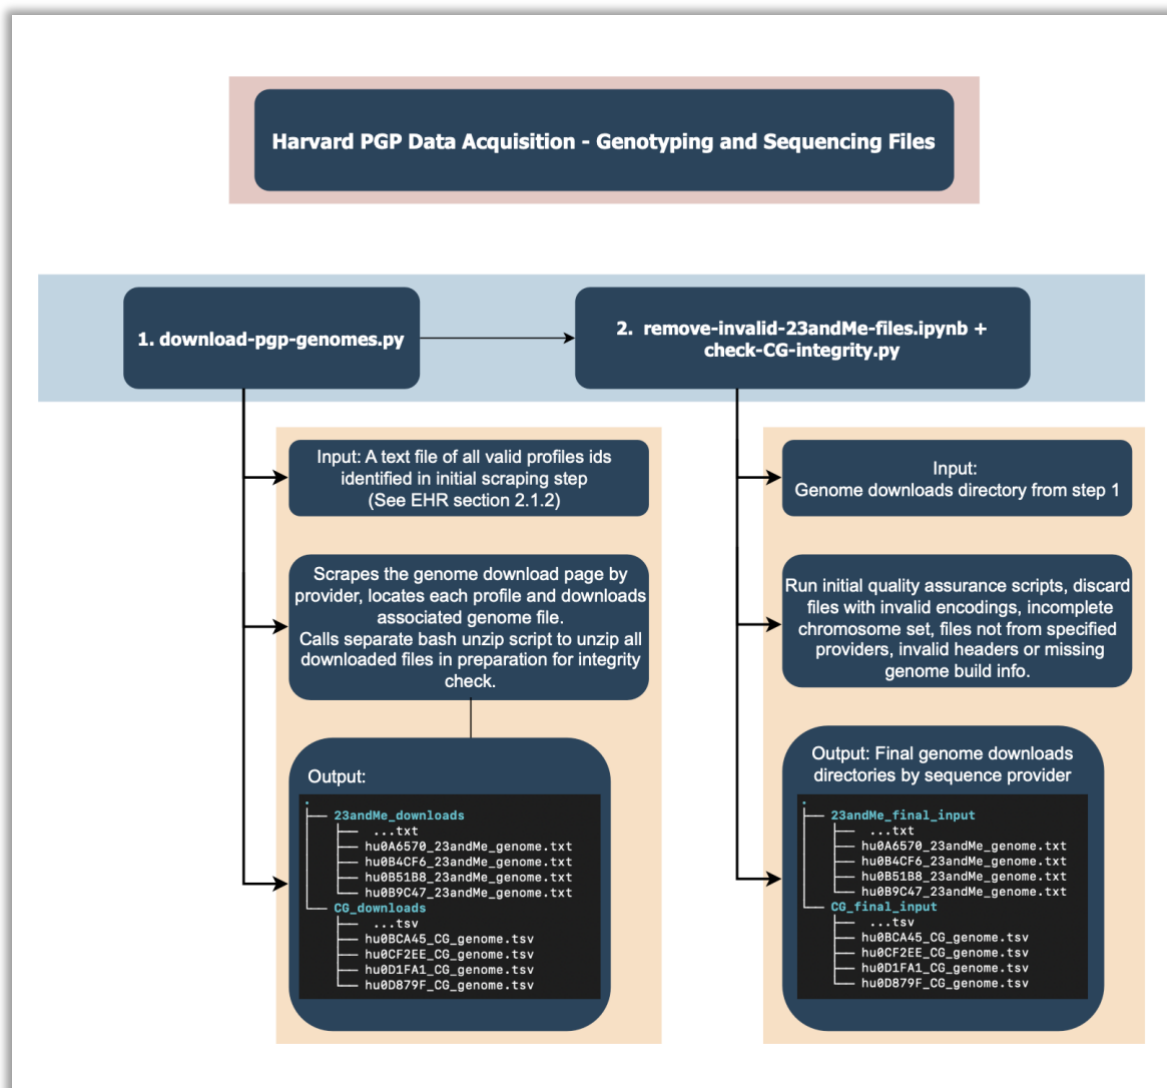 Harvard PGP Data Acquisition - Genotyping and Sequencing Files
1. download-pgp-genomes.py
2. remove-invalid-23andMe-files.ipynb +
check-CG-integrity.py
Input: A text file of all valid profiles ids
identified in initial scraping step
(See EHR section 2.1.2)
Scrapes the genome download page by
provider, locates each profile and downloads
associated genome file.
Calls separate bash unzip script to unzip all
downloaded files in preparation for integrity
check.
Output:
.
├── 23andMe_downloads
│   ├── ...txt
│   ├── hu0A6570_23andMe_genome.txt
│   ├── hu0B4CF6_23andMe_genome.txt
│   ├── hu0B51B8_23andMe_genome.txt
│   └── hu0B9C47_23andMe_genome.txt
└── CG_downloads
    ├── ...tsv
    ├── hu0BCA45_CG_genome.tsv
    ├── hu0CF2EE_CG_genome.tsv
    ├── hu0D1FA1_CG_genome.tsv
    └── hu0D879F_CG_genome.tsv
Input:
Genome downloads directory from step 1
Run initial quality assurance scripts, discard
files with invalid encodings, incomplete
chromosome set, files not from specified
providers, invalid headers or missing
genome build info.
Output: Final genome downloads
directories by sequence provider
.
├── 23andMe_final_input
│   ├── ...txt
│   ├── hu0A6570_23andMe_genome.txt
│   ├── hu0B4CF6_23andMe_genome.txt
│   ├── hu0B51B8_23andMe_genome.txt
│   └── hu0B9C47_23andMe_genome.txt
└── CG_final_input
    ├── ...tsv
    ├── hu0BCA45_CG_genome.tsv
    ├── hu0CF2EE_CG_genome.tsv
    ├── hu0D1FA1_CG_genome.tsv
    └── hu0D879F_CG_genome.tsv